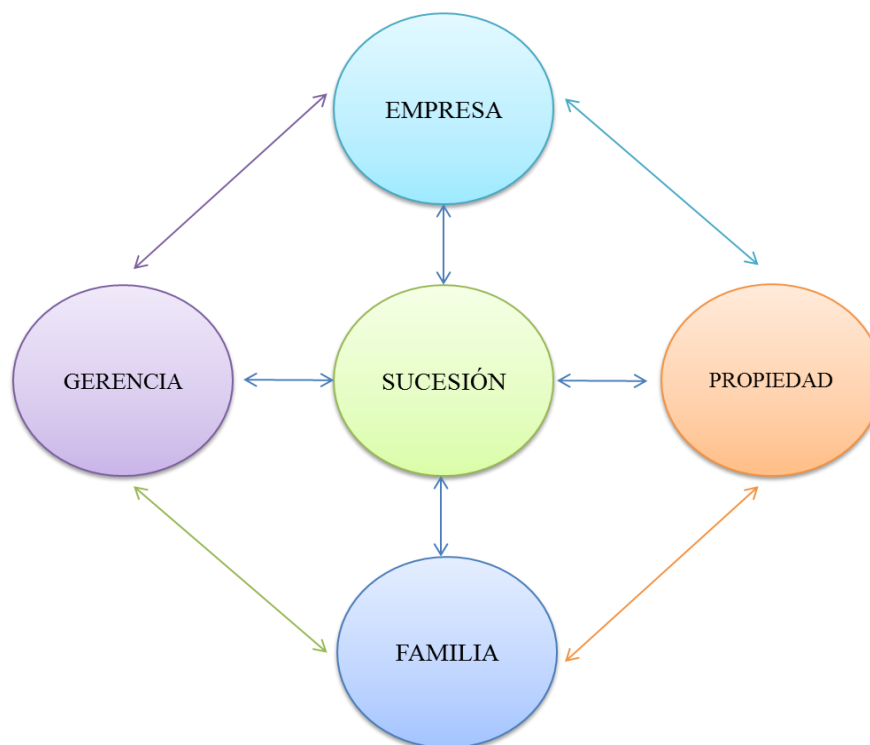 EMPRESA
GERENCIA
SUCESIÓN
PROPIEDAD
FAMILIA